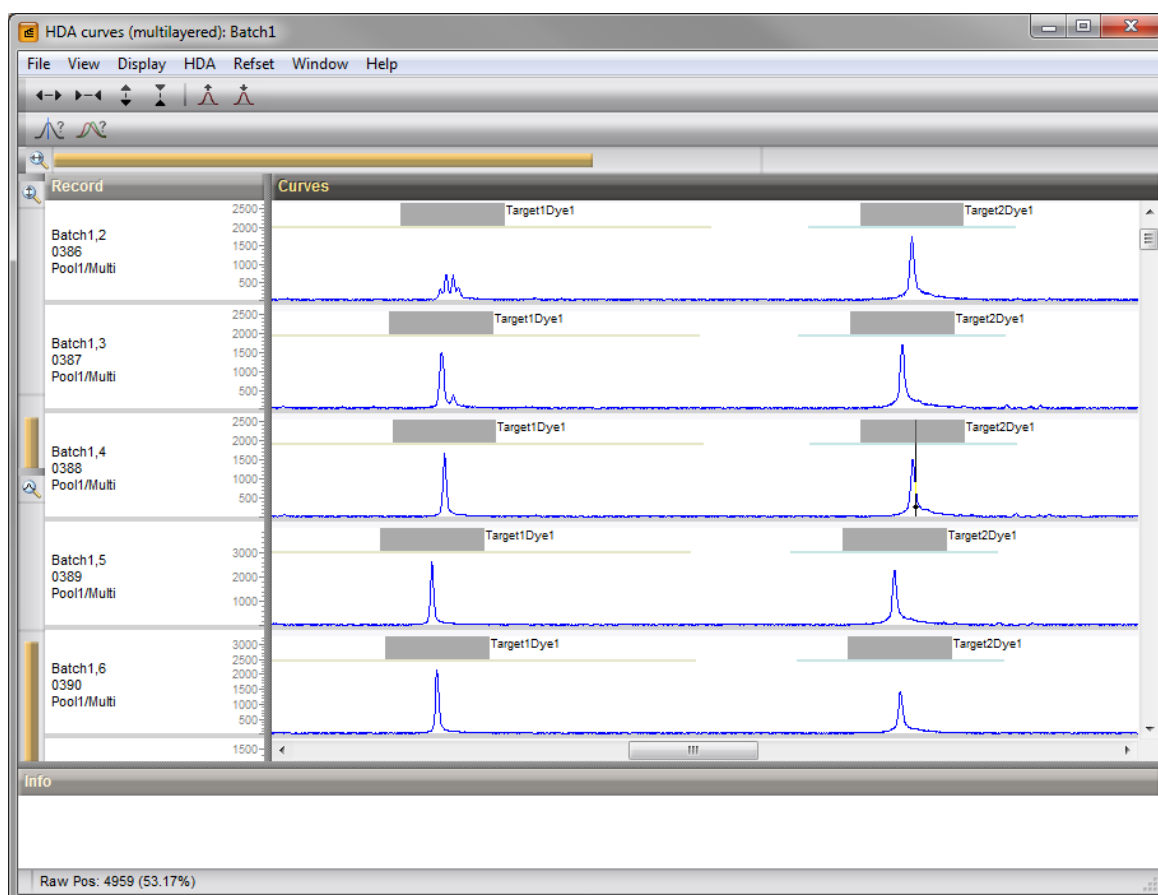 HDA curves (multilayered): Batch1
File View Display HDA Refset Window Help
Record Curves
Batch1,2
0386
Pool1/Multi
2500
2000
1500
1000
500
Target1Dye1 Target2Dye1
Batch1,3
0387
Pool1/Multi
2500
2000
1500
1000
500
Target1Dye1 Target2Dye1
Batch1,4
0388
Pool1/Multi
2500
2000
1500
1000
500
Target1Dye1 Target2Dye1
Batch1,5
0389
Pool1/Multi
3000
2000
1000
Target1Dye1 Target2Dye1
Batch1,6
0390
Pool1/Multi
3000
2500
2000
1500
1000
500
Target1Dye1 Target2Dye1
1500
Info
Raw Pos: 4959 (53.17%)